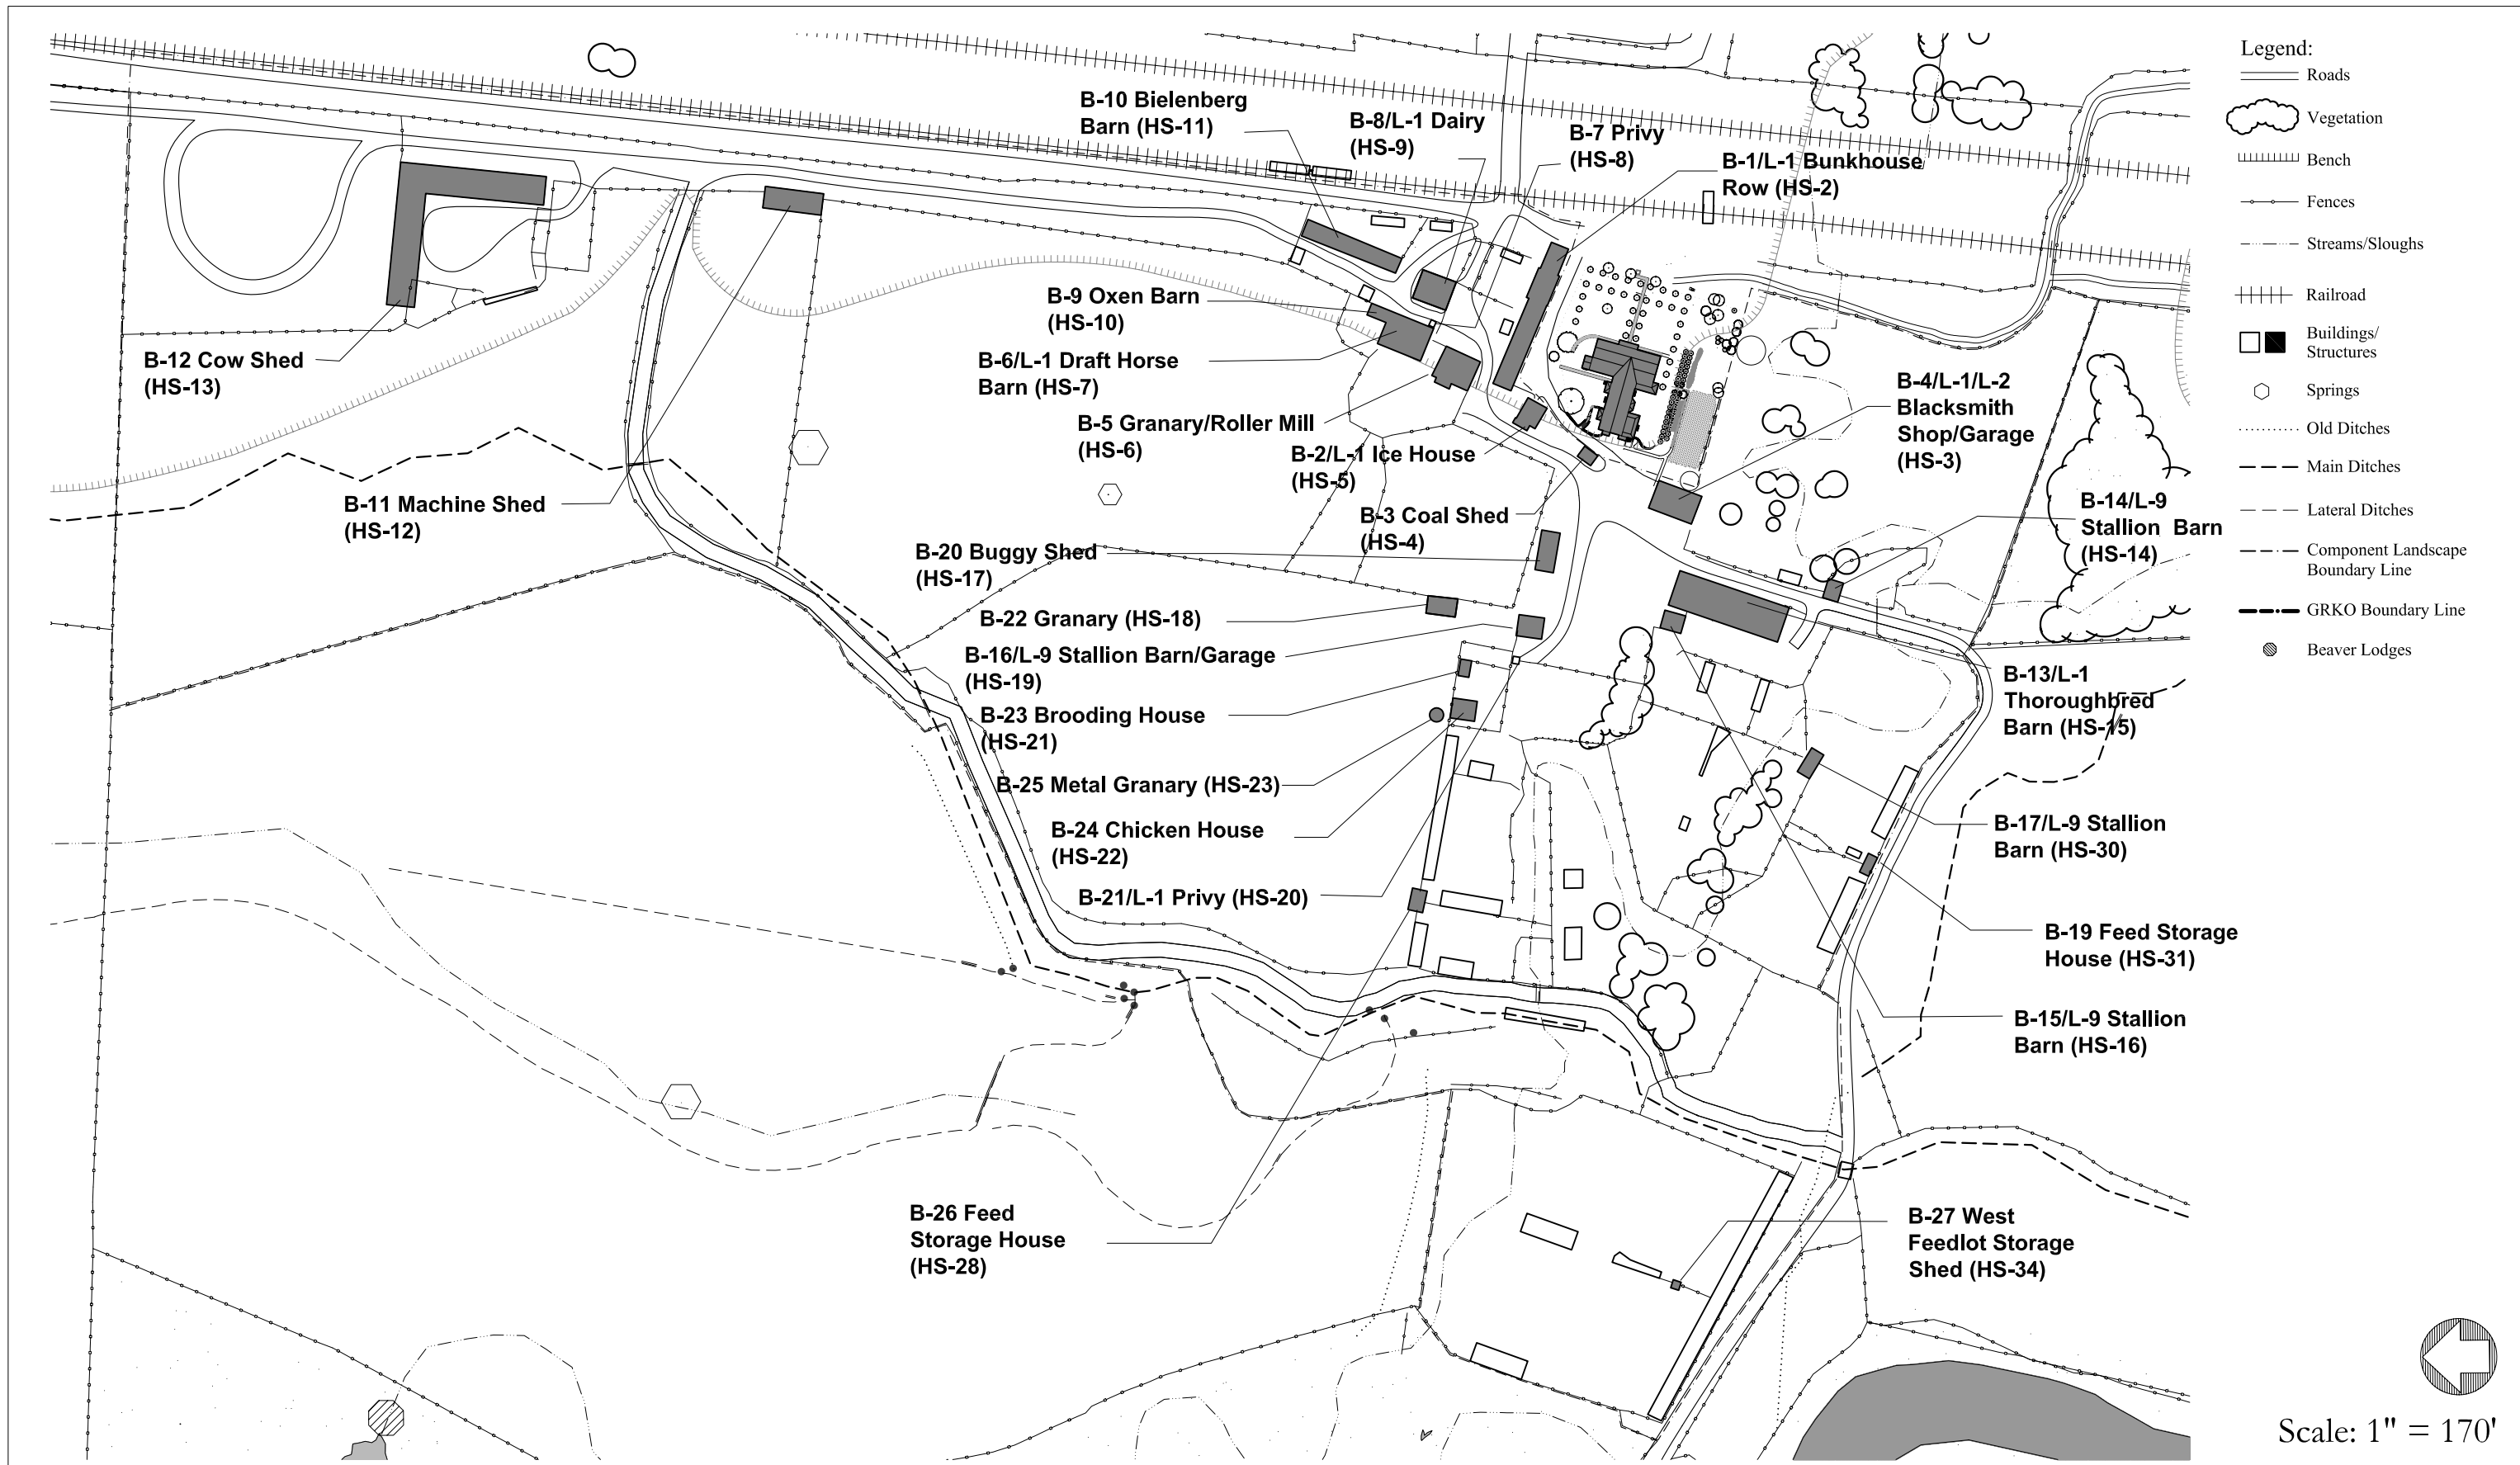 B-10 Bielenberg
Barn (HS-11)
B-8/L-1 Dairy
(HS-9)
B-7 Privy
(HS-8)
B-1/L-1 Bunkhouse
Row (HS-2)
B-9 Oxen Barn
(HS-10)
B-12 Cow Shed
(HS-13)
B-6/L-1 Draft Horse
Barn (HS-7)
B-4/L-1/L-2
Blacksmith
Shop/Garage
(HS-3)
B-5 Granary/Roller Mill
(HS-6)
B-2/L-1 Ice House
(HS-5)
B-11 Machine Shed
(HS-12)
B-3 Coal Shed
(HS-4)
B-14/L-9
Stallion Barn
(HS-14)
B-20 Buggy Shed
(HS-17)
B-22 Granary (HS-18)
B-16/L-9 Stallion Barn/Garage
(HS-19)
B-13/L-1
Thoroughbred
Barn (HS-15)
B-23 Brooding House
(HS-21)
B-25 Metal Granary (HS-23)
B-24 Chicken House
(HS-22)
B-17/L-9 Stallion
Barn (HS-30)
B-21/L-1 Privy (HS-20)
B-19 Feed Storage
House (HS-31)
B-15/L-9 Stallion
Barn (HS-16)
B-26 Feed
Storage House
(HS-28)
B-27 West
Feedlot Storage
Shed (HS-34)
Legend:
Roads
Vegetation
Bench
Fences
Streams/Sloughs
Railroad
Buildings/
Structures
Springs
Old Ditches
Main Ditches
Lateral Ditches
Component Landscape
Boundary Line
GRKO Boundary Line
Beaver Lodges
Scale: 1" = 170'